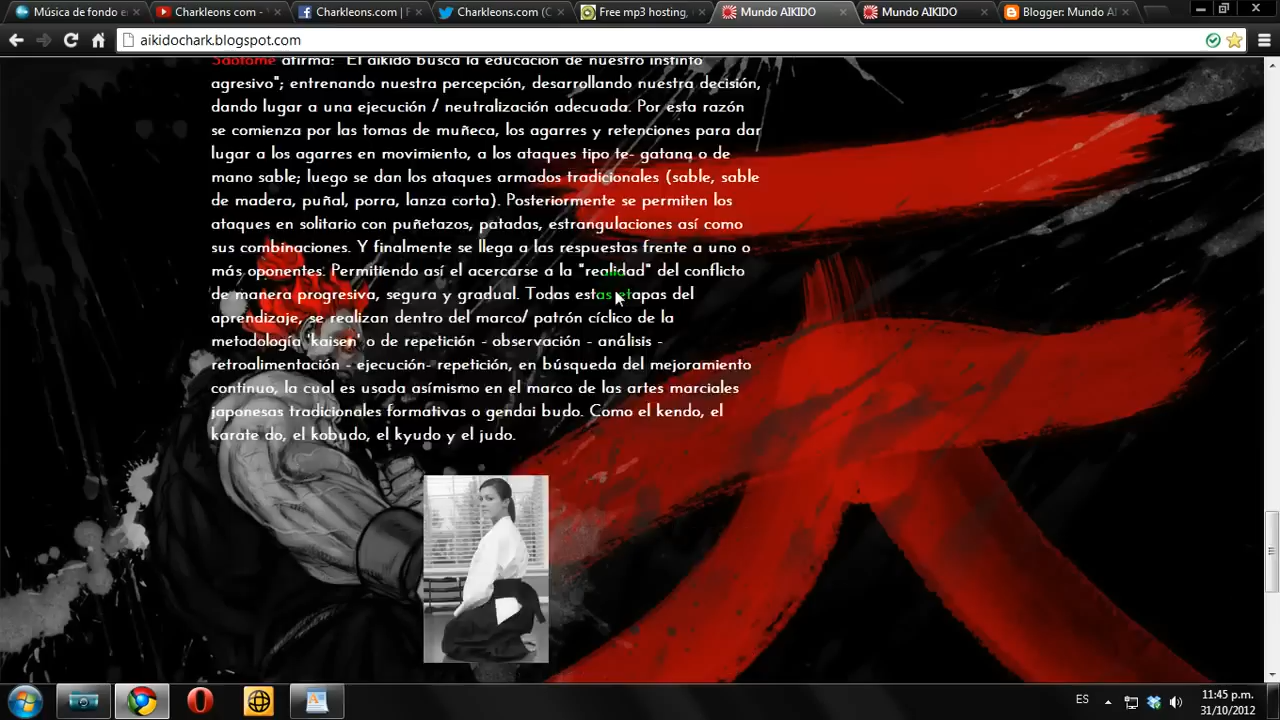 Música de fondo en
Charkleons.com -
Charkleons.com | F
Charkleons.com (C
Free mp3 hosting,
Mundo AIKIDO
Mundo AIKIDO
Blogger: Mundo Al
aikidochark.blogspot.com
Saotame afirma: "El aikido busca la educación de nuestro instinto
agresivo"; entrenando nuestra percepción, desarrollando nuestra decisión,
dando lugar a una ejecución / neutralización adecuada. Por esta razón
se comienza por las tomas de muñeca, los agarres y retenciones para dar
lugar a los agarres en movimiento, a los ataques tipo te- gatana o de
mano sable; luego se dan los ataques armados tradicionales (sable, sable
de madera, puñal, porra, lanza corta). Posteriormente se permiten los
ataques en solitario con puñetazos, patadas, estrangulaciones así como
sus combinaciones. Y finalmente se llega a las respuestas frente a uno o
más oponentes. Permitiendo así el acercarse a la "realidad" del conflicto
de manera progresiva, segura y gradual. Todas estas etapas del
aprendizaje, se realizan dentro del marco/ patrón cíclico de la
metodología 'kaisen' o de repetición - observación - análisis -
retroalimentación - ejecución- repetición, en búsqueda del mejoramiento
continuo, la cual es usada asímismo en el marco de las artes marciales
japonesas tradicionales formativas o gendai budo. Como el kendo, el
karate do, el kobudo, el kyudo y el judo.
ES
11:45 p.m.
31/10/2012